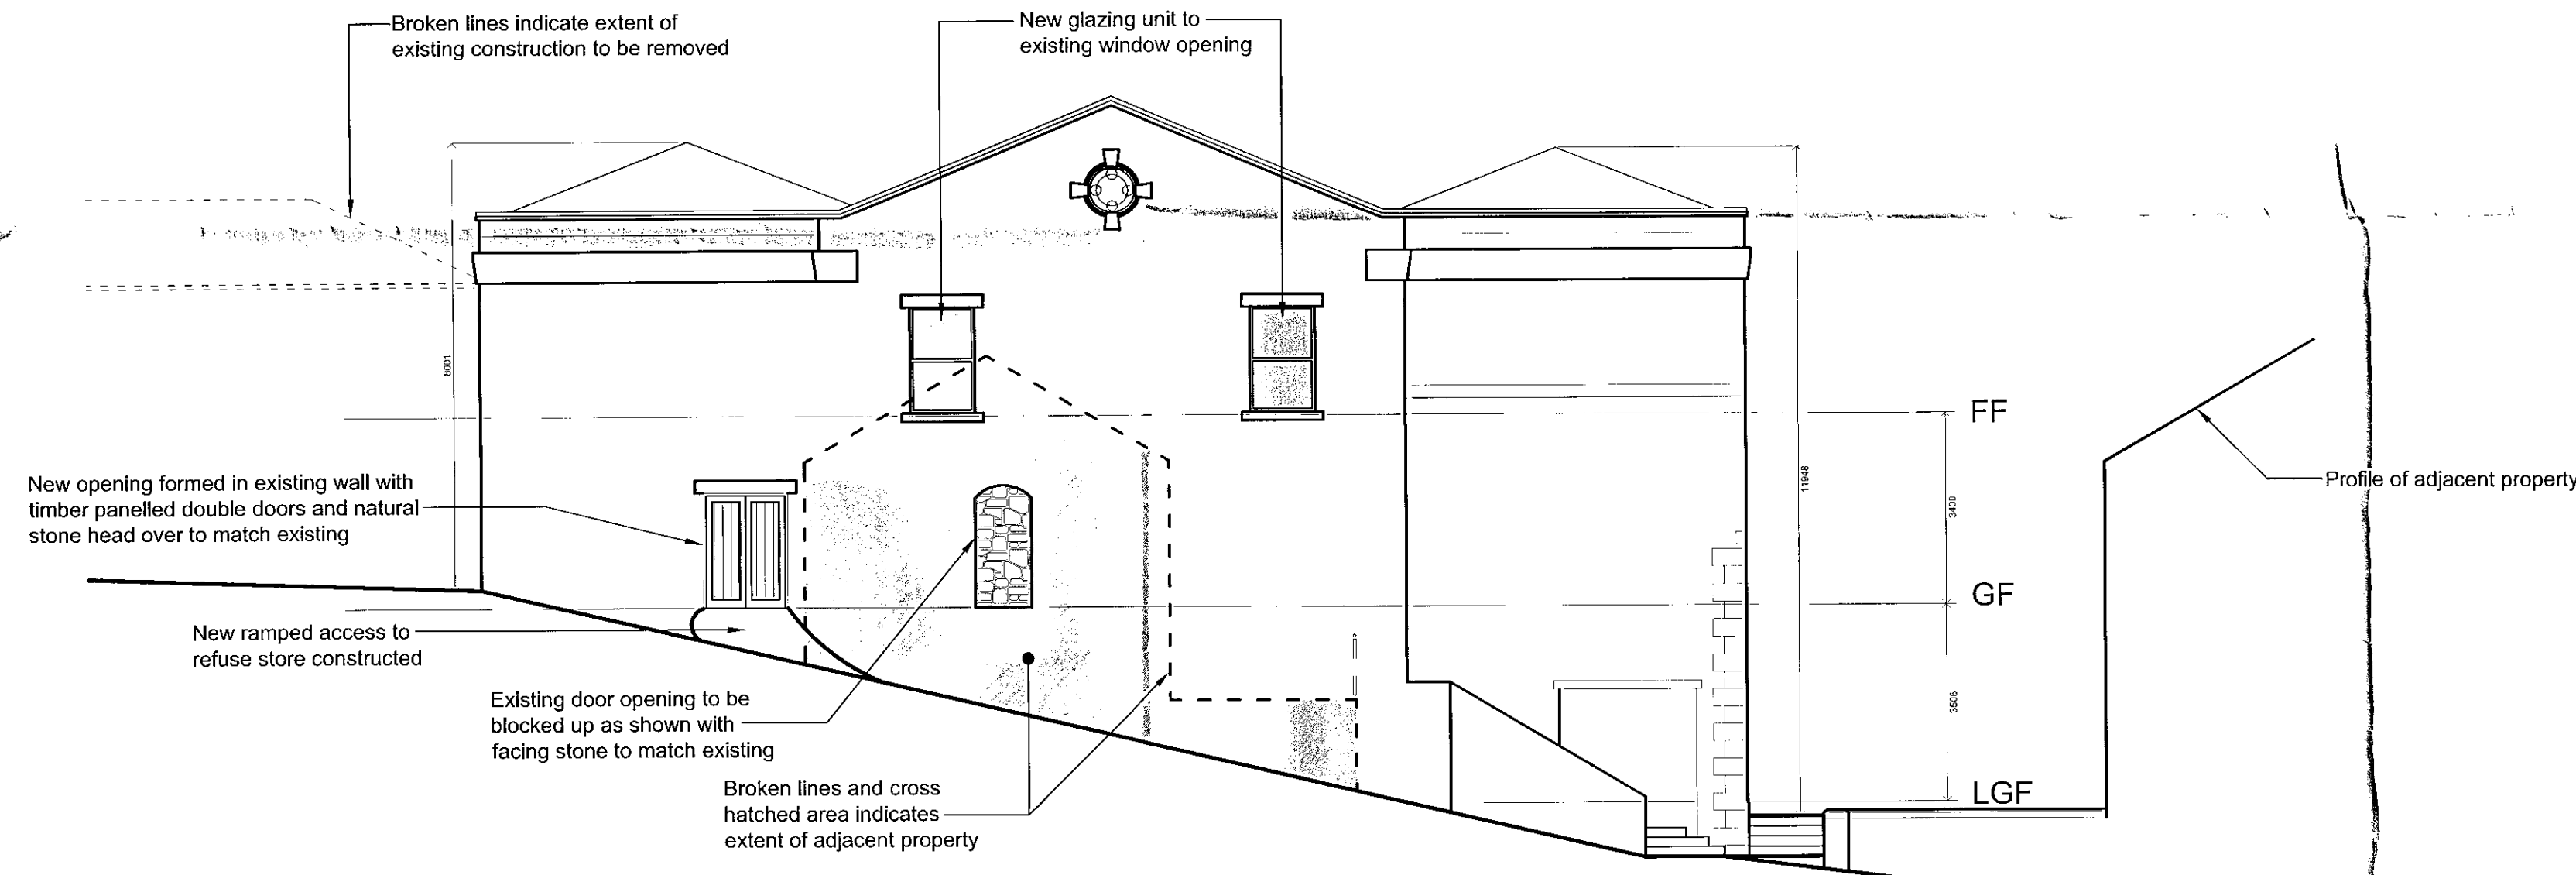 Broken lines indicate extent of
existing construction to be removed
New glazing unit to
existing window opening
8001
11948
FF
3400
GF
3506
LGF
Profile of adjacent property
New opening formed in existing wall with
timber panelled double doors and natural
stone head over to match existing
New ramped access to
refuse store constructed
Existing door opening to be
blocked up as shown with
facing stone to match existing
Broken lines and cross
hatched area indicates
extent of adjacent property